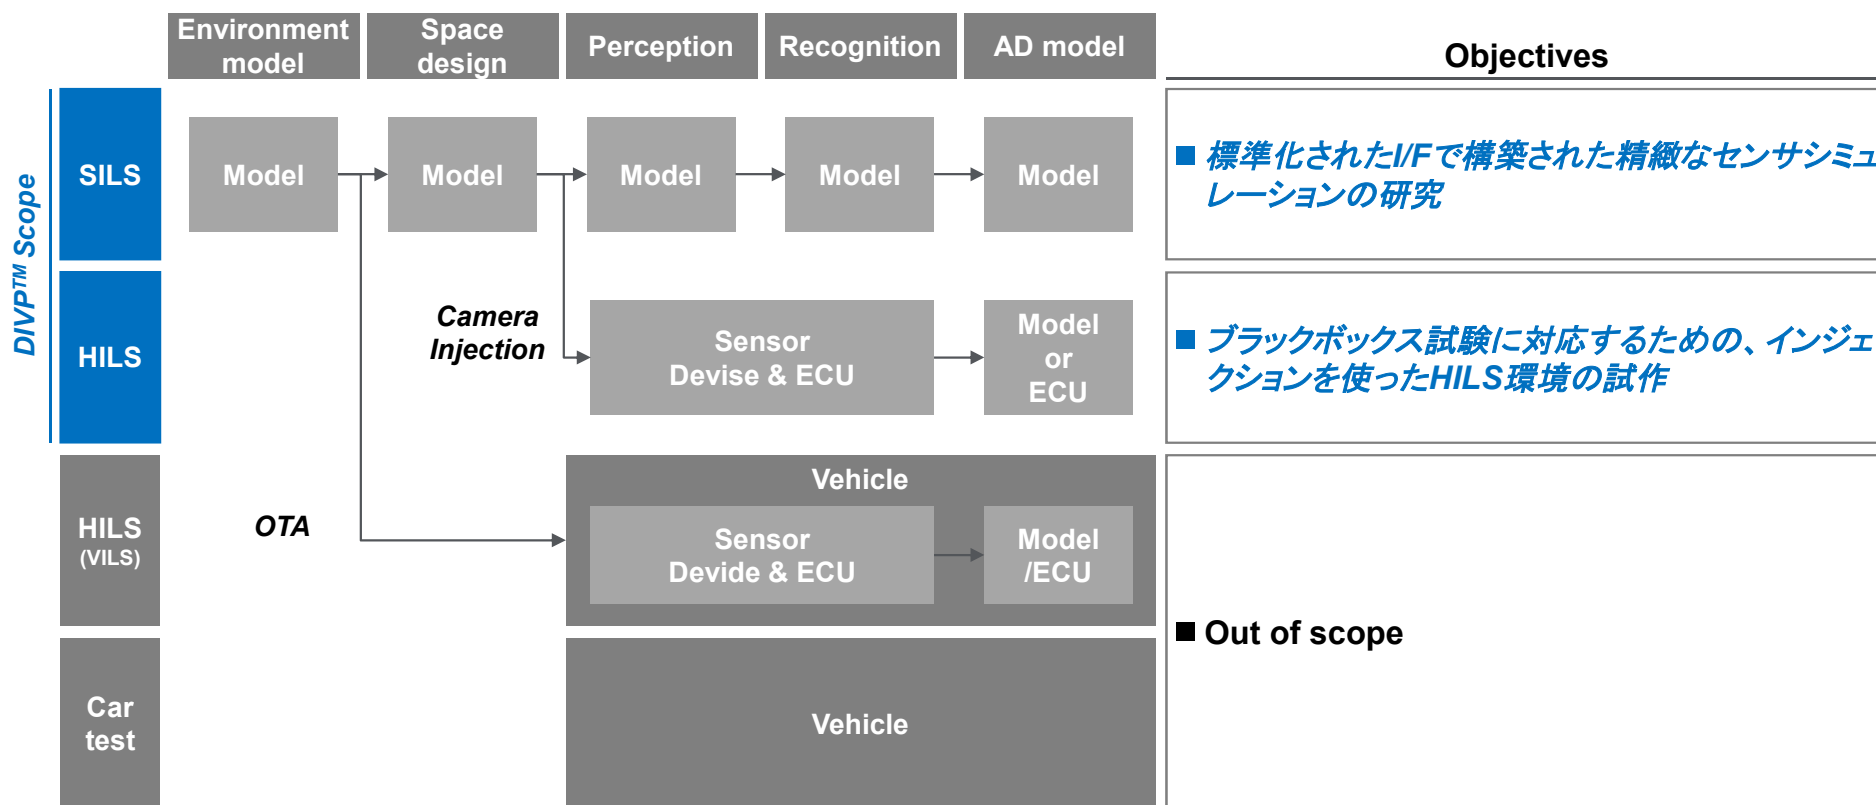 Environment
model
Space
design
Perception
Recognition
AD model
Objectives
DIVP™ Scope
SILS
Model
Model
Model
Model
Model
■ 標準化されたI/Fで構築された精緻なセンサシミュ
レーションの研究
HILS
Camera
Injection
Sensor
Devise & ECU
Model
or
ECU
■ ブラックボックス試験に対応するための、インジェ
クションを使ったHILS環境の試作
HILS
(VILS)
OTA
Vehicle
Sensor
Devide & ECU
Model
/ECU
■ Out of scope
Car
test
Vehicle